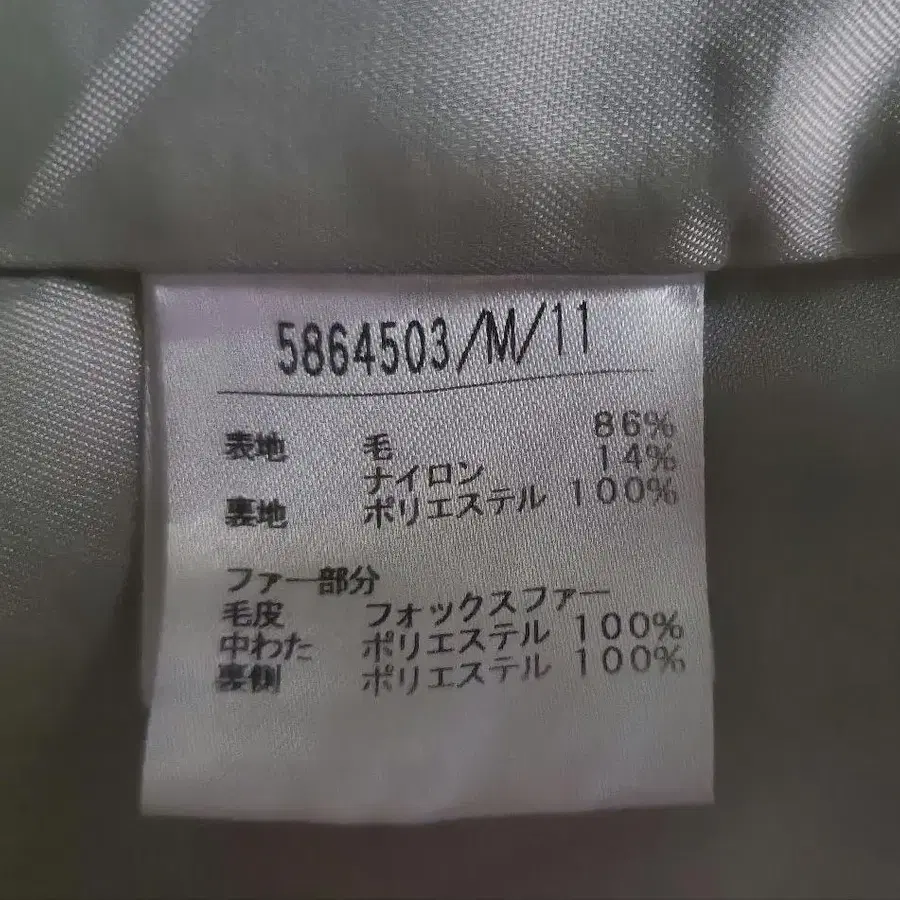 5864503/M/11
表地 毛 86%
ナイロン 14%
裏地 ポリエステル 100%
ファー部分
毛皮 フォックスファー
中わた ポリエステル 100%
裏側 ポリエステル 100%